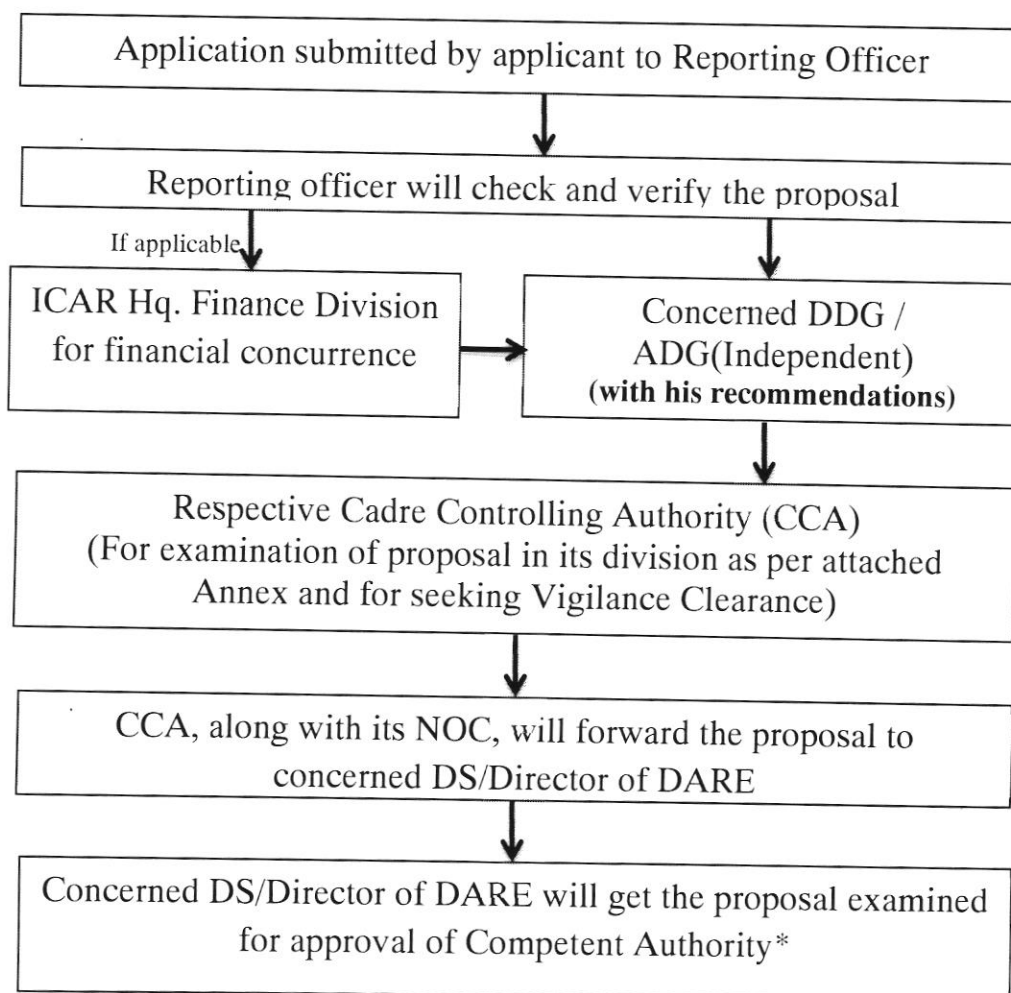 Application submitted by applicant to Reporting Officer
Reporting officer will check and verify the proposal
If applicable
ICAR Hq. Finance Division
for financial concurrence
Concerned DDG /
ADG(Independent)
(with his recommendations)
Respective Cadre Controlling Authority (CCA)
(For examination of proposal in its division as per attached
Annex and for seeking Vigilance Clearance)
CCA, along with its NOC, will forward the proposal to
concerned DS/Director of DARE
Concerned DS/Director of DARE will get the proposal examined
for approval of Competent Authority*